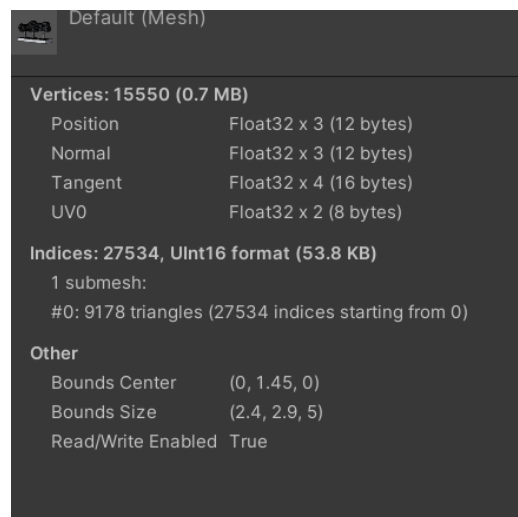 Default (Mesh)
Vertices: 15550 (0.7 MB)
Position Float32 x 3 (12 bytes)
Normal Float32 x 3 (12 bytes)
Tangent Float32 x 4 (16 bytes)
UV0 Float32 x 2 (8 bytes)
Indices: 27534, UInt16 format (53.8 KB)
1 submesh:
#0: 9178 triangles (27534 indices starting from 0)
Other
Bounds Center (0, 1.45, 0)
Bounds Size (2.4, 2.9, 5)
Read/Write Enabled True